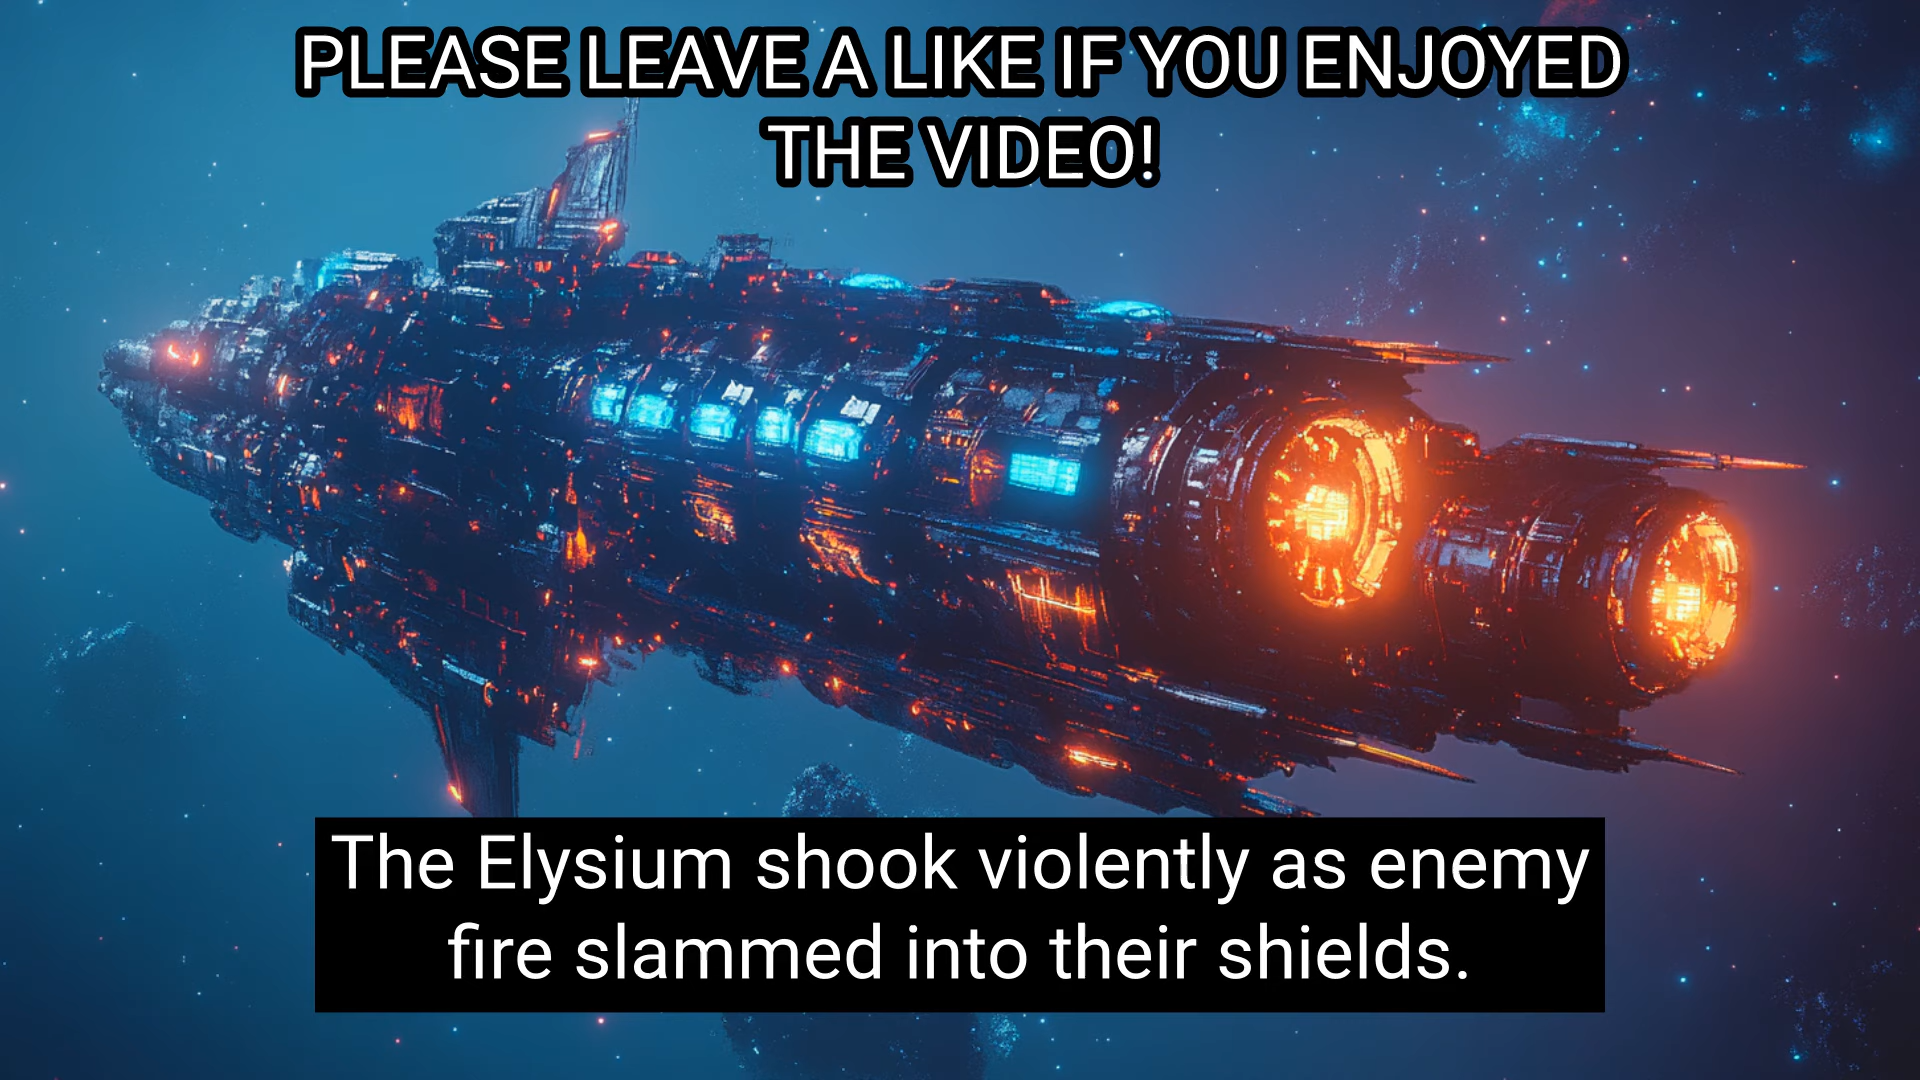 PLEASE LEAVE A LIKE IF YOU ENJOYED
THE VIDEO!
The Elysium shook violently as enemy
fire slammed into their shields.